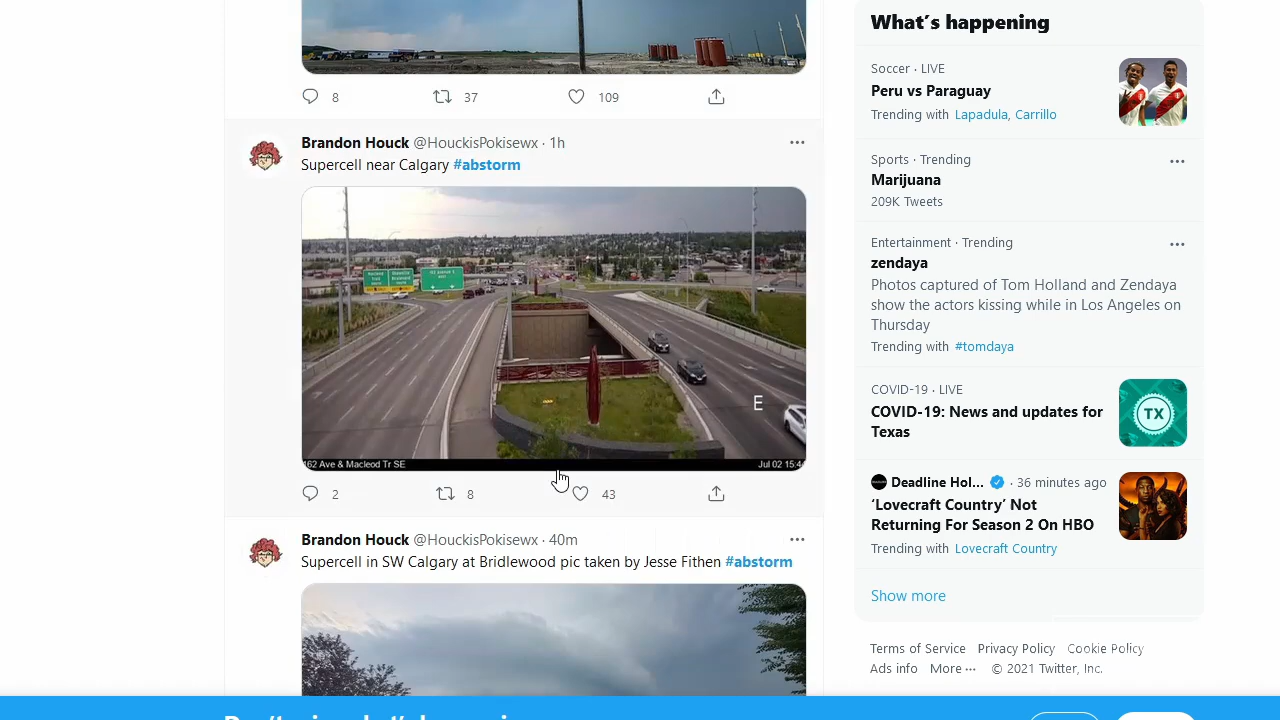 8 37 109
Brandon Houck @HouckisPokisewx · 1h
Supercell near Calgary #abstorm
E
162 Ave & Macleod Tr SE
Jul 02 15:44
2 8 43
Brandon Houck @HouckisPokisewx · 40m
Supercell in SW Calgary at Bridlewood pic taken by Jesse Fithen #abstorm
What's happening
Soccer · LIVE
Peru vs Paraguay
Trending with Lapadula, Carrillo
Sports · Trending
Marijuana
209K Tweets
Entertainment · Trending
zendaya
Photos captured of Tom Holland and Zendaya
show the actors kissing while in Los Angeles on
Thursday
Trending with #tomdaya
COVID-19 · LIVE
COVID-19: News and updates for
Texas
TX
Deadline Hol... · 36 minutes ago
‘Lovecraft Country’ Not
Returning For Season 2 On HBO
Trending with Lovecraft Country
Show more
Terms of Service Privacy Policy Cookie Policy
Ads info More ··· © 2021 Twitter, Inc.